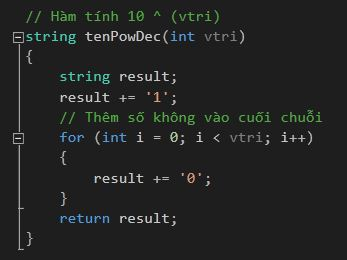 // Hàm tính 10 ^ (vtri)
string tenPowDec(int vtri)
{
string result;
result += '1';
// Thêm số không vào cuối chuỗi
for (int i = 0; i < vtri; i++)
{
result += '0';
}
return result;
}